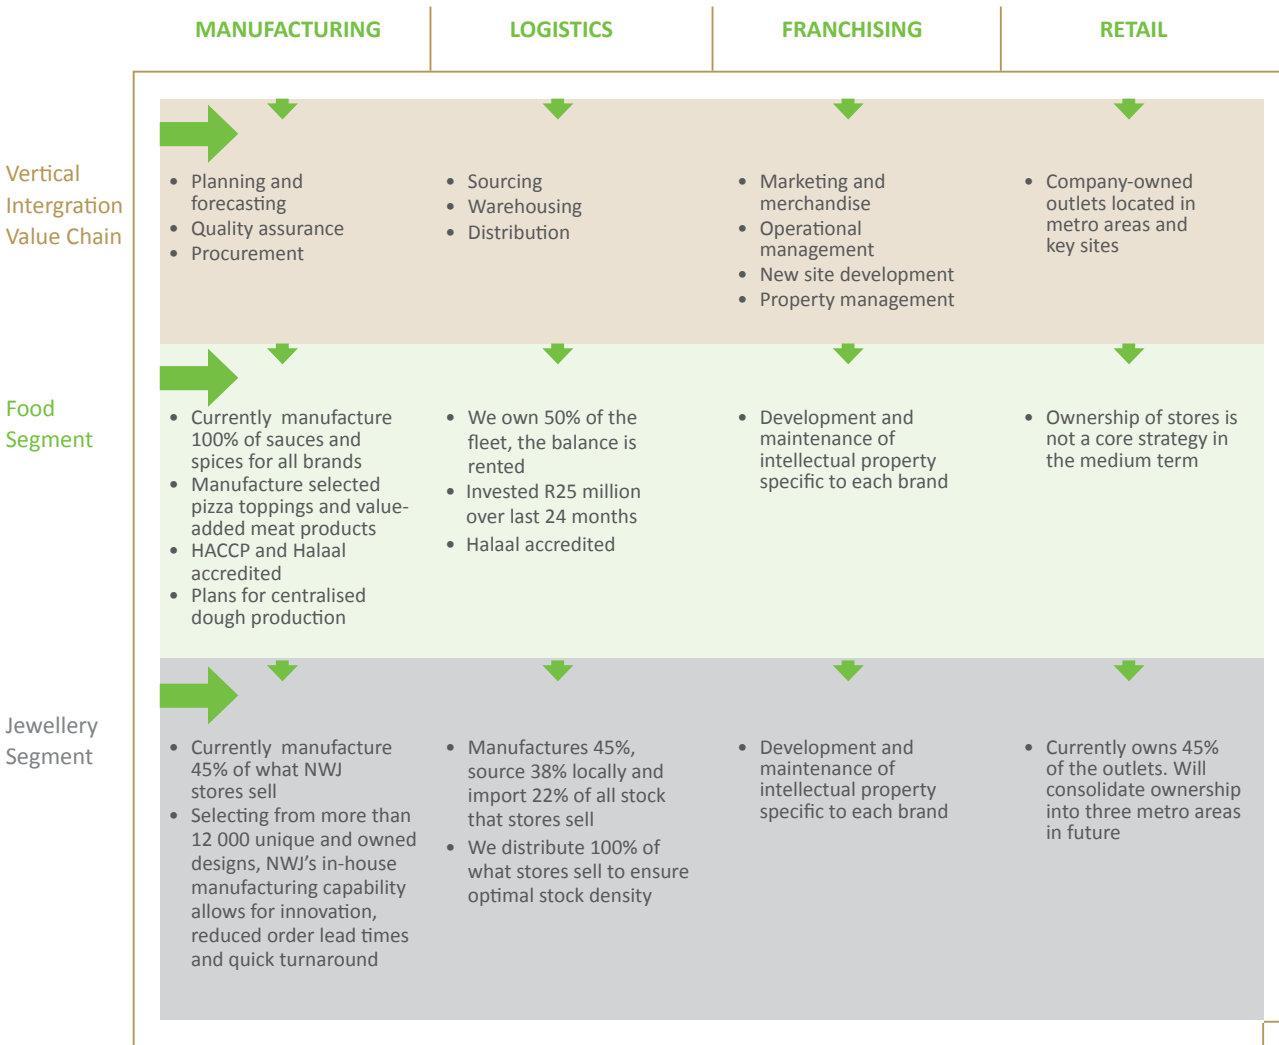 MANUFACTURING
LOGISTICS
FRANCHISING
RETAIL
Vertical
Intergration
Value Chain
• Planning and
forecasting
• Quality assurance
• Procurement
• Sourcing
• Warehousing
• Distribution
• Marketing and
merchandise
• Operational
management
• New site development
• Property management
• Company-owned
outlets located in
metro areas and
key sites
Food
Segment
• Currently manufacture
100% of sauces and
spices for all brands
• Manufacture selected
pizza toppings and value-
added meat products
• HACCP and Halaal
accredited
• Plans for centralised
dough production
• We own 50% of the
fleet, the balance is
rented
• Invested R25 million
over last 24 months
• Halaal accredited
• Development and
maintenance of
intellectual property
specific to each brand
• Ownership of stores is
not a core strategy in
the medium term
Jewellery
Segment
• Currently manufacture
45% of what NWJ
stores sell
• Selecting from more than
12 000 unique and owned
designs, NWJ’s in-house
manufacturing capability
allows for innovation,
reduced order lead times
and quick turnaround
• Manufactures 45%,
source 38% locally and
import 22% of all stock
that stores sell
• We distribute 100% of
what stores sell to ensure
optimal stock density
• Development and
maintenance of
intellectual property
specific to each brand
• Currently owns 45%
of the outlets. Will
consolidate ownership
into three metro areas
in future